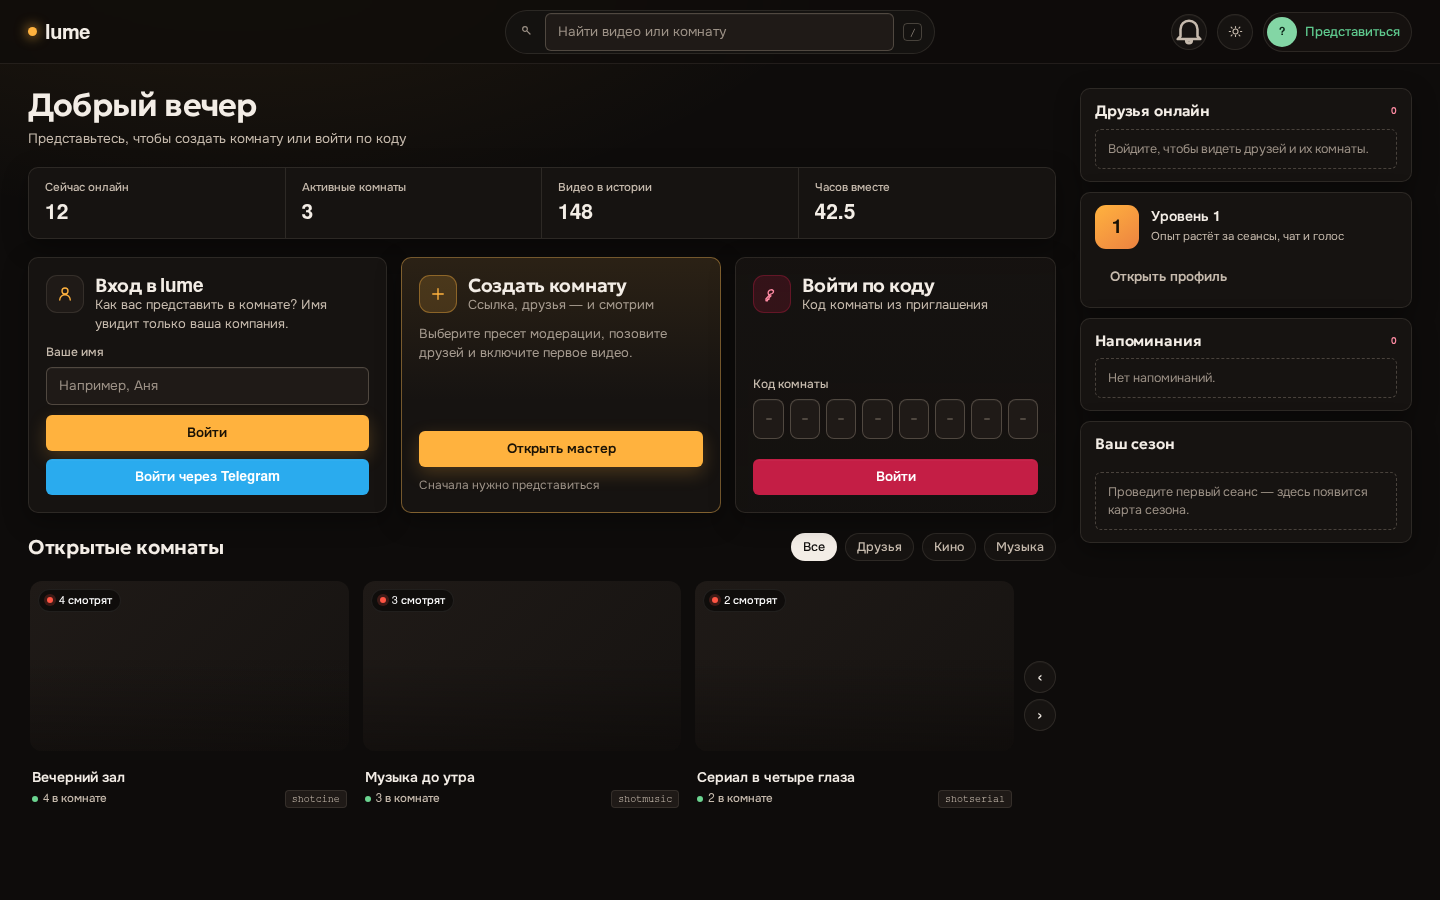 lume
Найти видео или комнату
/
?
Представиться
Добрый вечер
Представьтесь, чтобы создать комнату или войти по коду
Сейчас онлайн
12
Активные комнаты
3
Видео в истории
148
Часов вместе
42.5
Вход в lume
Как вас представить в комнате? Имя
увидит только ваша компания.
Ваше имя
Например, Аня
Войти
Войти через Telegram
Создать комнату
Ссылка, друзья — и смотрим
Выберите пресет модерации, позовите
друзей и включите первое видео.
Открыть мастер
Сначала нужно представиться
Войти по коду
Код комнаты из приглашения
Код комнаты
– – – – – – – –
Войти
Открытые комнаты
Все
Друзья
Кино
Музыка
4 смотрят
Вечерний зал
4 в комнате
shotcine
3 смотрят
Музыка до утра
3 в комнате
shotmusic
2 смотрят
Сериал в четыре глаза
2 в комнате
shotserial
‹
›
Друзья онлайн
0
Войдите, чтобы видеть друзей и их комнаты.
1
Уровень 1
Опыт растёт за сеансы, чат и голос
Открыть профиль
Напоминания
0
Нет напоминаний.
Ваш сезон
Проведите первый сеанс — здесь появится
карта сезона.